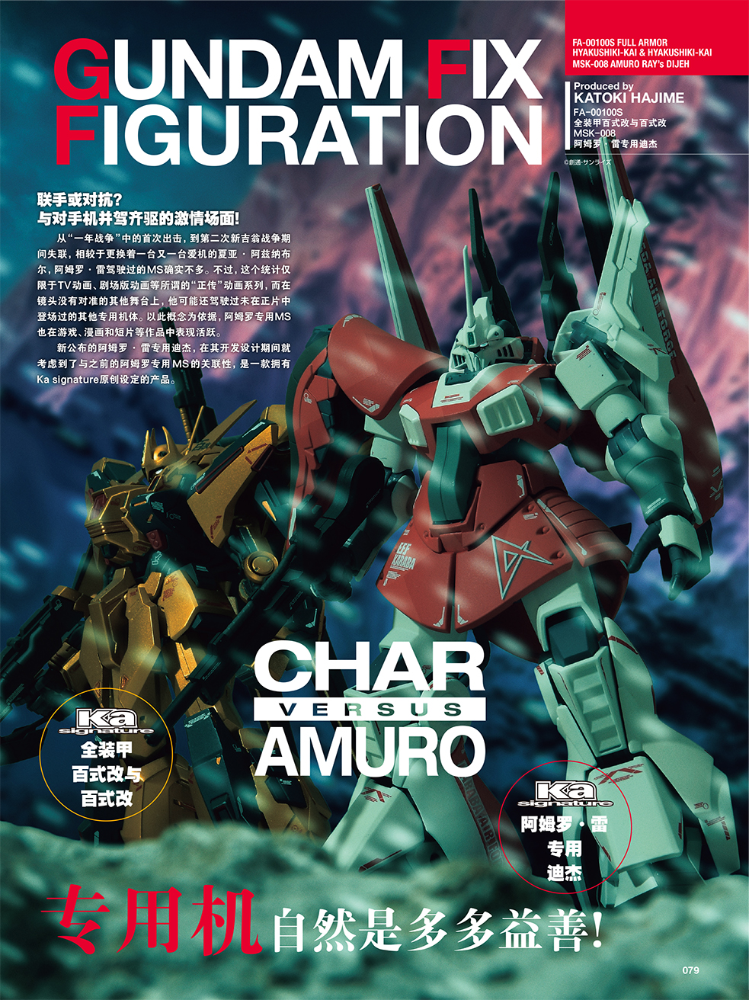 GUNDAM FIX
FIGURATION
FA-00100S FULL ARMOR
HYAKUSHIKI-KAI & HYAKUSHIKI-KAI
MSK-008 AMURO RAY's DIJEH
Produced by
KATOKI HAJIME
FA-00100S
全装甲百式改与百式改
MSK-008
阿姆罗·雷专用迪杰
©創通・サンライズ
联手或对抗?
与对手机并驾齐驱的激情场面!
从“一年战争”中的首次出击, 到第二次新吉翁战争期
间失联, 相较于更换着一台又一台爱机的夏亚·阿兹纳布
尔, 阿姆罗·雷驾驶过的MS确实不多。不过, 这个统计仅
限于TV动画、剧场版动画等所谓的“正传”动画系列, 而在
镜头没有对准的其他舞台上, 他可能还驾驶过未在正片中
登场过的其他专用机体。以此概念为依据, 阿姆罗专用MS
也在游戏、漫画和短片等作品中表现活跃。
新公布的阿姆罗·雷专用迪杰, 在其开发设计期间就
考虑到了与之前的阿姆罗专用MS的关联性, 是一款拥有
Ka signature原创设定的产品。
EFF
KARABA
CHAR
VERSUS
AMURO
Ka
signature
全装甲
百式改与
百式改
Ka
signature
阿姆罗·雷
专用
迪杰
专用机自然是多多益善!
079